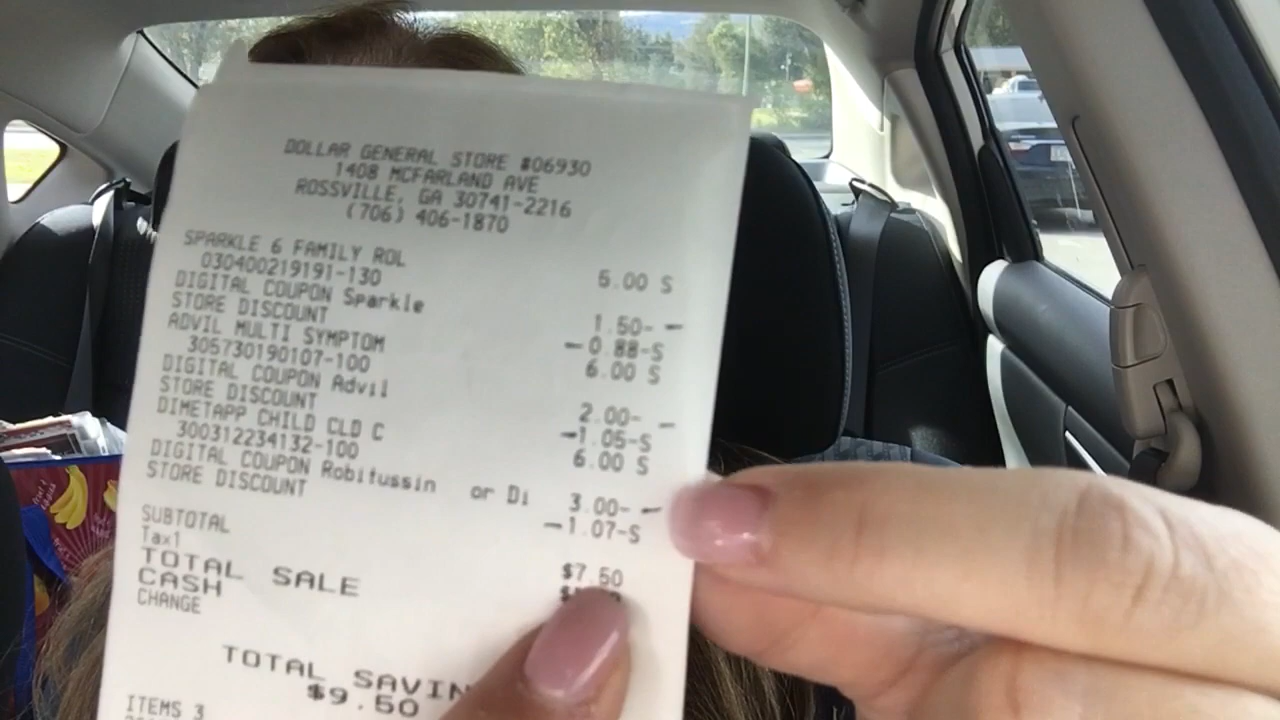 DOLLAR GENERAL STORE #06930
1408 MCFARLAND AVE
ROSSVILLE, GA 30741-2216
(706) 406-1870
SPARKLE 6 FAMILY ROL
030400219191-130 5.00 S
DIGITAL COUPON Sparkle
STORE DISCOUNT 1.50-
ADVIL MULTI SYMPTOM -0.88-S
305730190107-100 6.00 S
DIGITAL COUPON Advil
STORE DISCOUNT 2.00-
DIMETAPP CHILD CLD C -1.05-S
300312234132-100 6.00 S
DIGITAL COUPON Robitussin or Di 3.00-
STORE DISCOUNT -1.07-S
SUBTOTAL $7.50
Tax1
TOTAL SALE
CASH
CHANGE
TOTAL SAVIN
$9.50
ITEMS 3